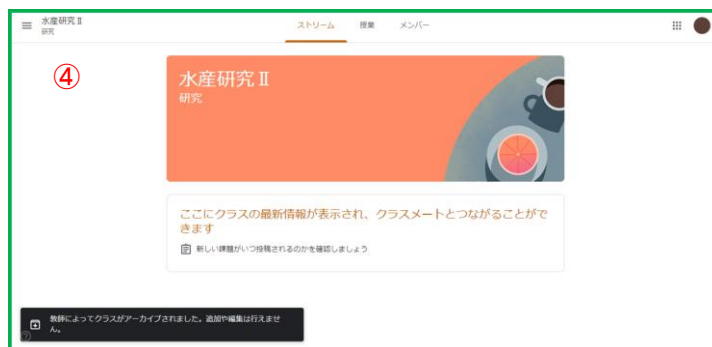 水産研究Ⅱ
研究
ストリーム 授業 メンバー
④
水産研究Ⅱ
研究
ここにクラスの最新情報が表示され、クラスメートとつながることがで
きます
新しい課題がいつ投稿されるのかを確認しましょう
教師によってクラスがアーカイブされました。追加や編集は行えませ
ん。